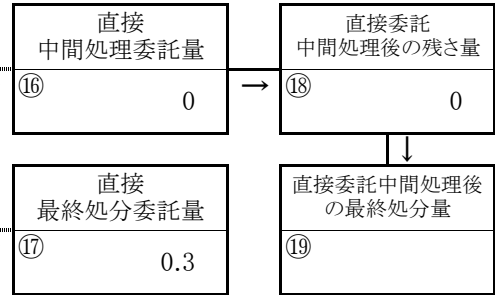 直接
中間処理委託量
⑯
0
→
直接委託
中間処理後の残さ量
⑱
0
↓
直接
最終処分委託量
⑰
0.3
直接委託中間処理後
の最終処分量
⑲